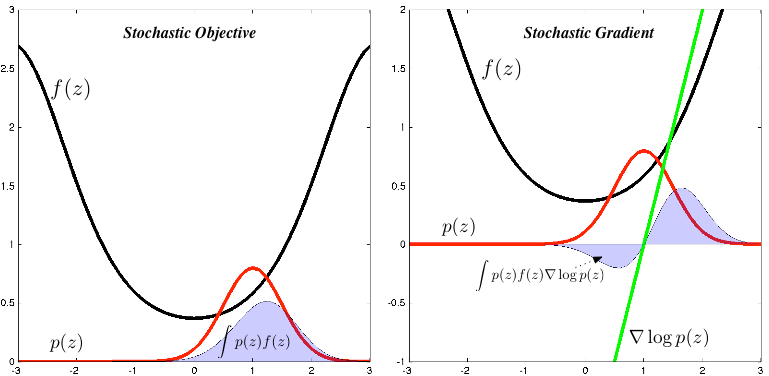 Stochastic Objective
3
2.5
2
1.5
1
0.5
0
f(z)
p(z)
∫ p(z)f(z)
-3 -2 -1 0 1 2 3
Stochastic Gradient
2
1
0.5
0
-0.5
-1
f(z)
p(z)
∫ p(z)f(z)∇ log p(z)
∇ log p(z)
-3 -2 -1 0 1 2 3